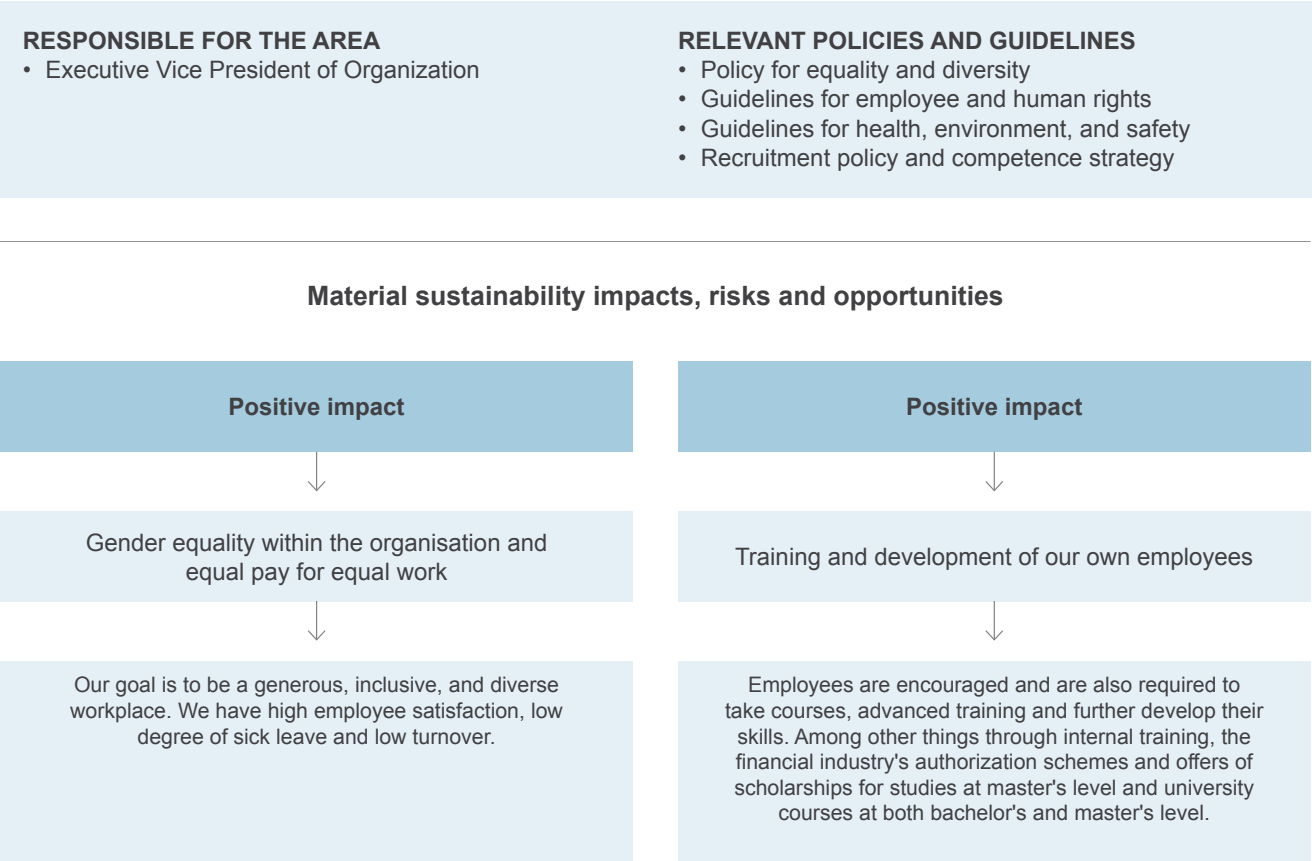 RESPONSIBLE FOR THE AREA
• Executive Vice President of Organization
RELEVANT POLICIES AND GUIDELINES
• Policy for equality and diversity
• Guidelines for employee and human rights
• Guidelines for health, environment, and safety
• Recruitment policy and competence strategy
Material sustainability impacts, risks and opportunities
Positive impact
Gender equality within the organisation and
equal pay for equal work
Our goal is to be a generous, inclusive, and diverse
workplace. We have high employee satisfaction, low
degree of sick leave and low turnover.
Positive impact
Training and development of our own employees
Employees are encouraged and are also required to
take courses, advanced training and further develop their
skills. Among other things through internal training, the
financial industry's authorization schemes and offers of
scholarships for studies at master's level and university
courses at both bachelor's and master's level.